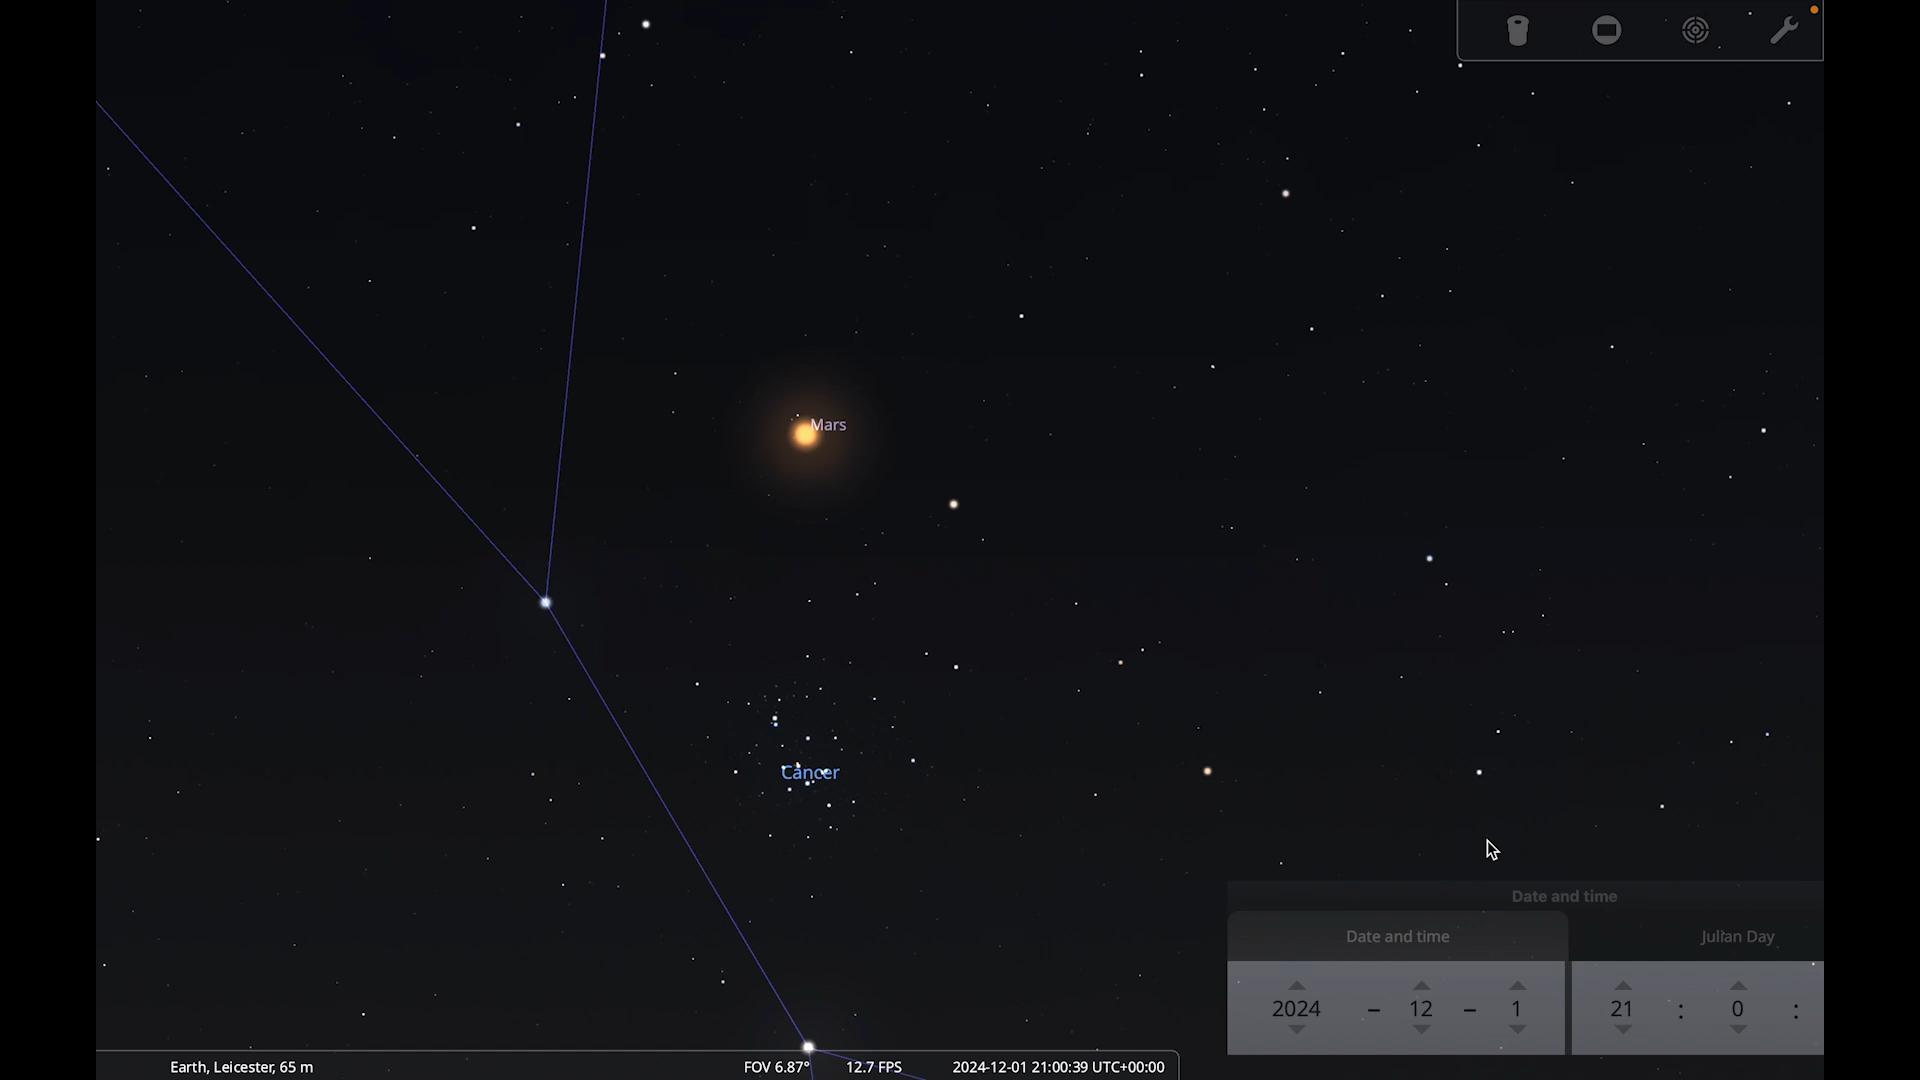 Mars
Cancer
Date and time
Date and time Julian Day
2024 – 12 – 1 21 : 0 :
Earth, Leicester, 65 m FOV 6.87° 12.7 FPS 2024-12-01 21:00:39 UTC+00:00